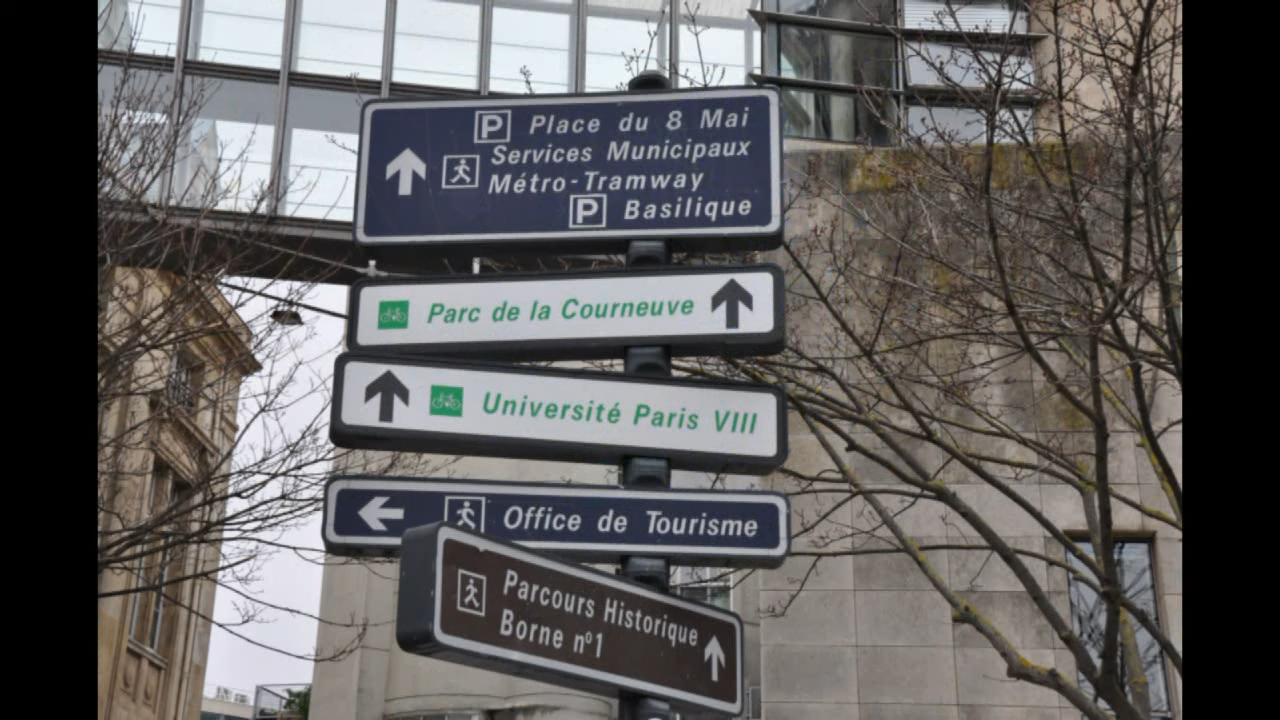 P Place du 8 Mai
Services Municipaux
Métro-Tramway
P Basilique
Parc de la Courneuve
Université Paris VIII
Office de Tourisme
Parcours Historique
Borne nº1